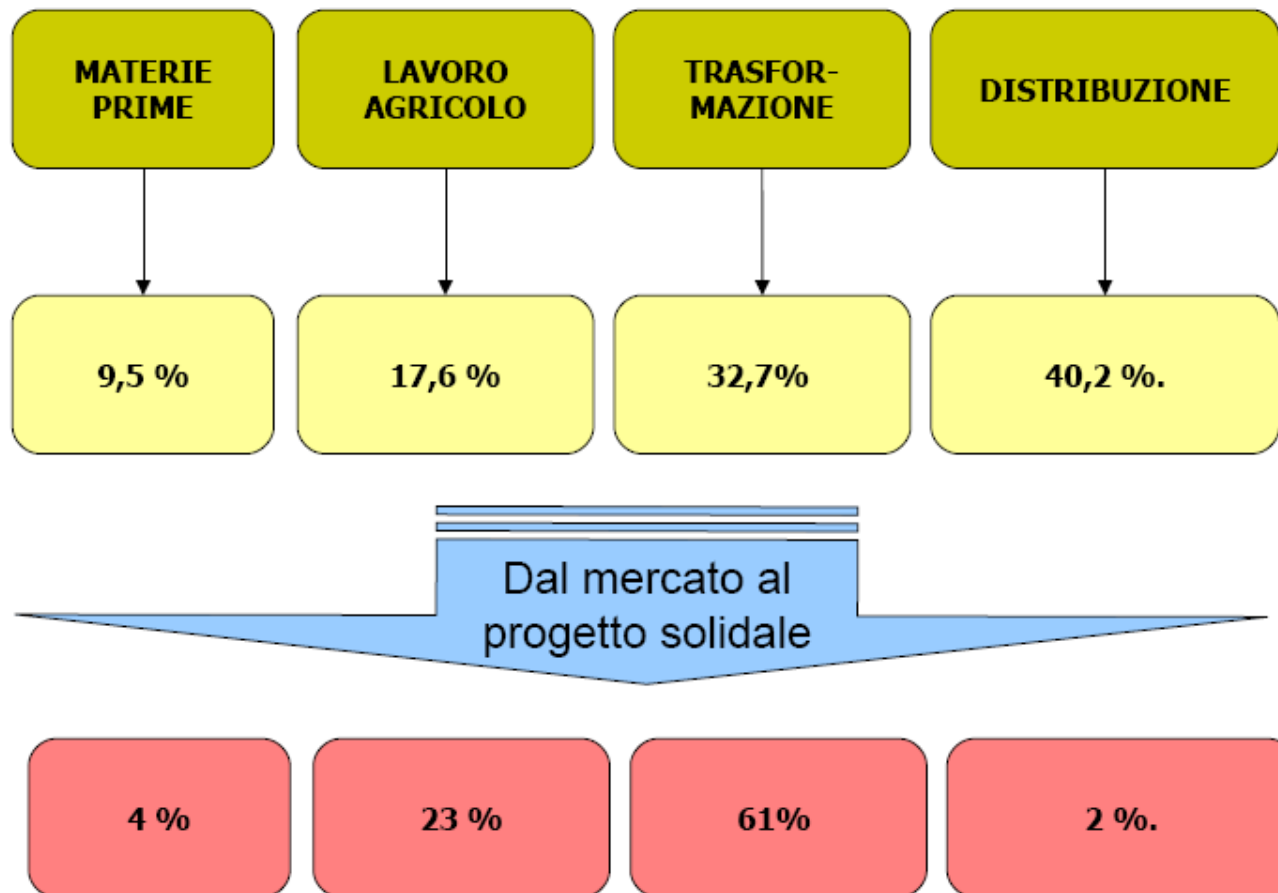 MATERIE
PRIME
LAVORO
AGRICOLO
TRASFOR-
MAZIONE
DISTRIBUZIONE
9,5 %
17,6 %
32,7%
40,2 %.
Dal mercato al
progetto solidale
4 %
23 %
61%
2 %.